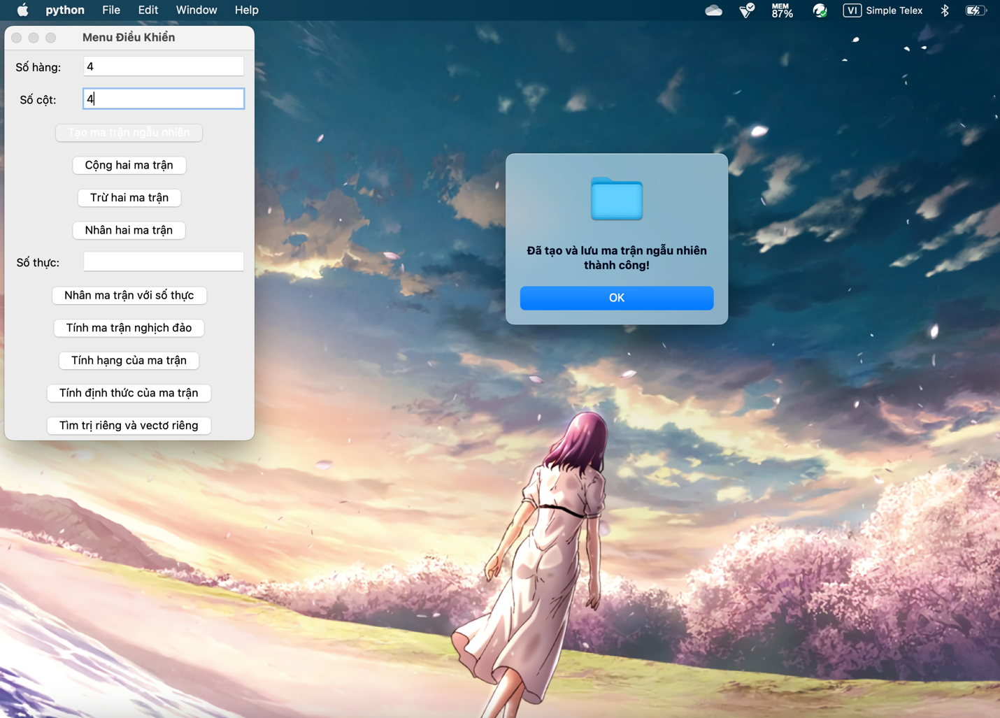 python File Edit Window Help MEM 87% VI Simple Telex
Menu Điều Khiển
Số hàng: 4
Số cột: 4
Tạo ma trận ngẫu nhiên
Cộng hai ma trận
Trừ hai ma trận
Nhân hai ma trận
Số thực:
Nhân ma trận với số thực
Tính ma trận nghịch đảo
Tính hạng của ma trận
Tính định thức của ma trận
Tìm trị riêng và vectơ riêng
Đã tạo và lưu ma trận ngẫu nhiên
thành công!
OK